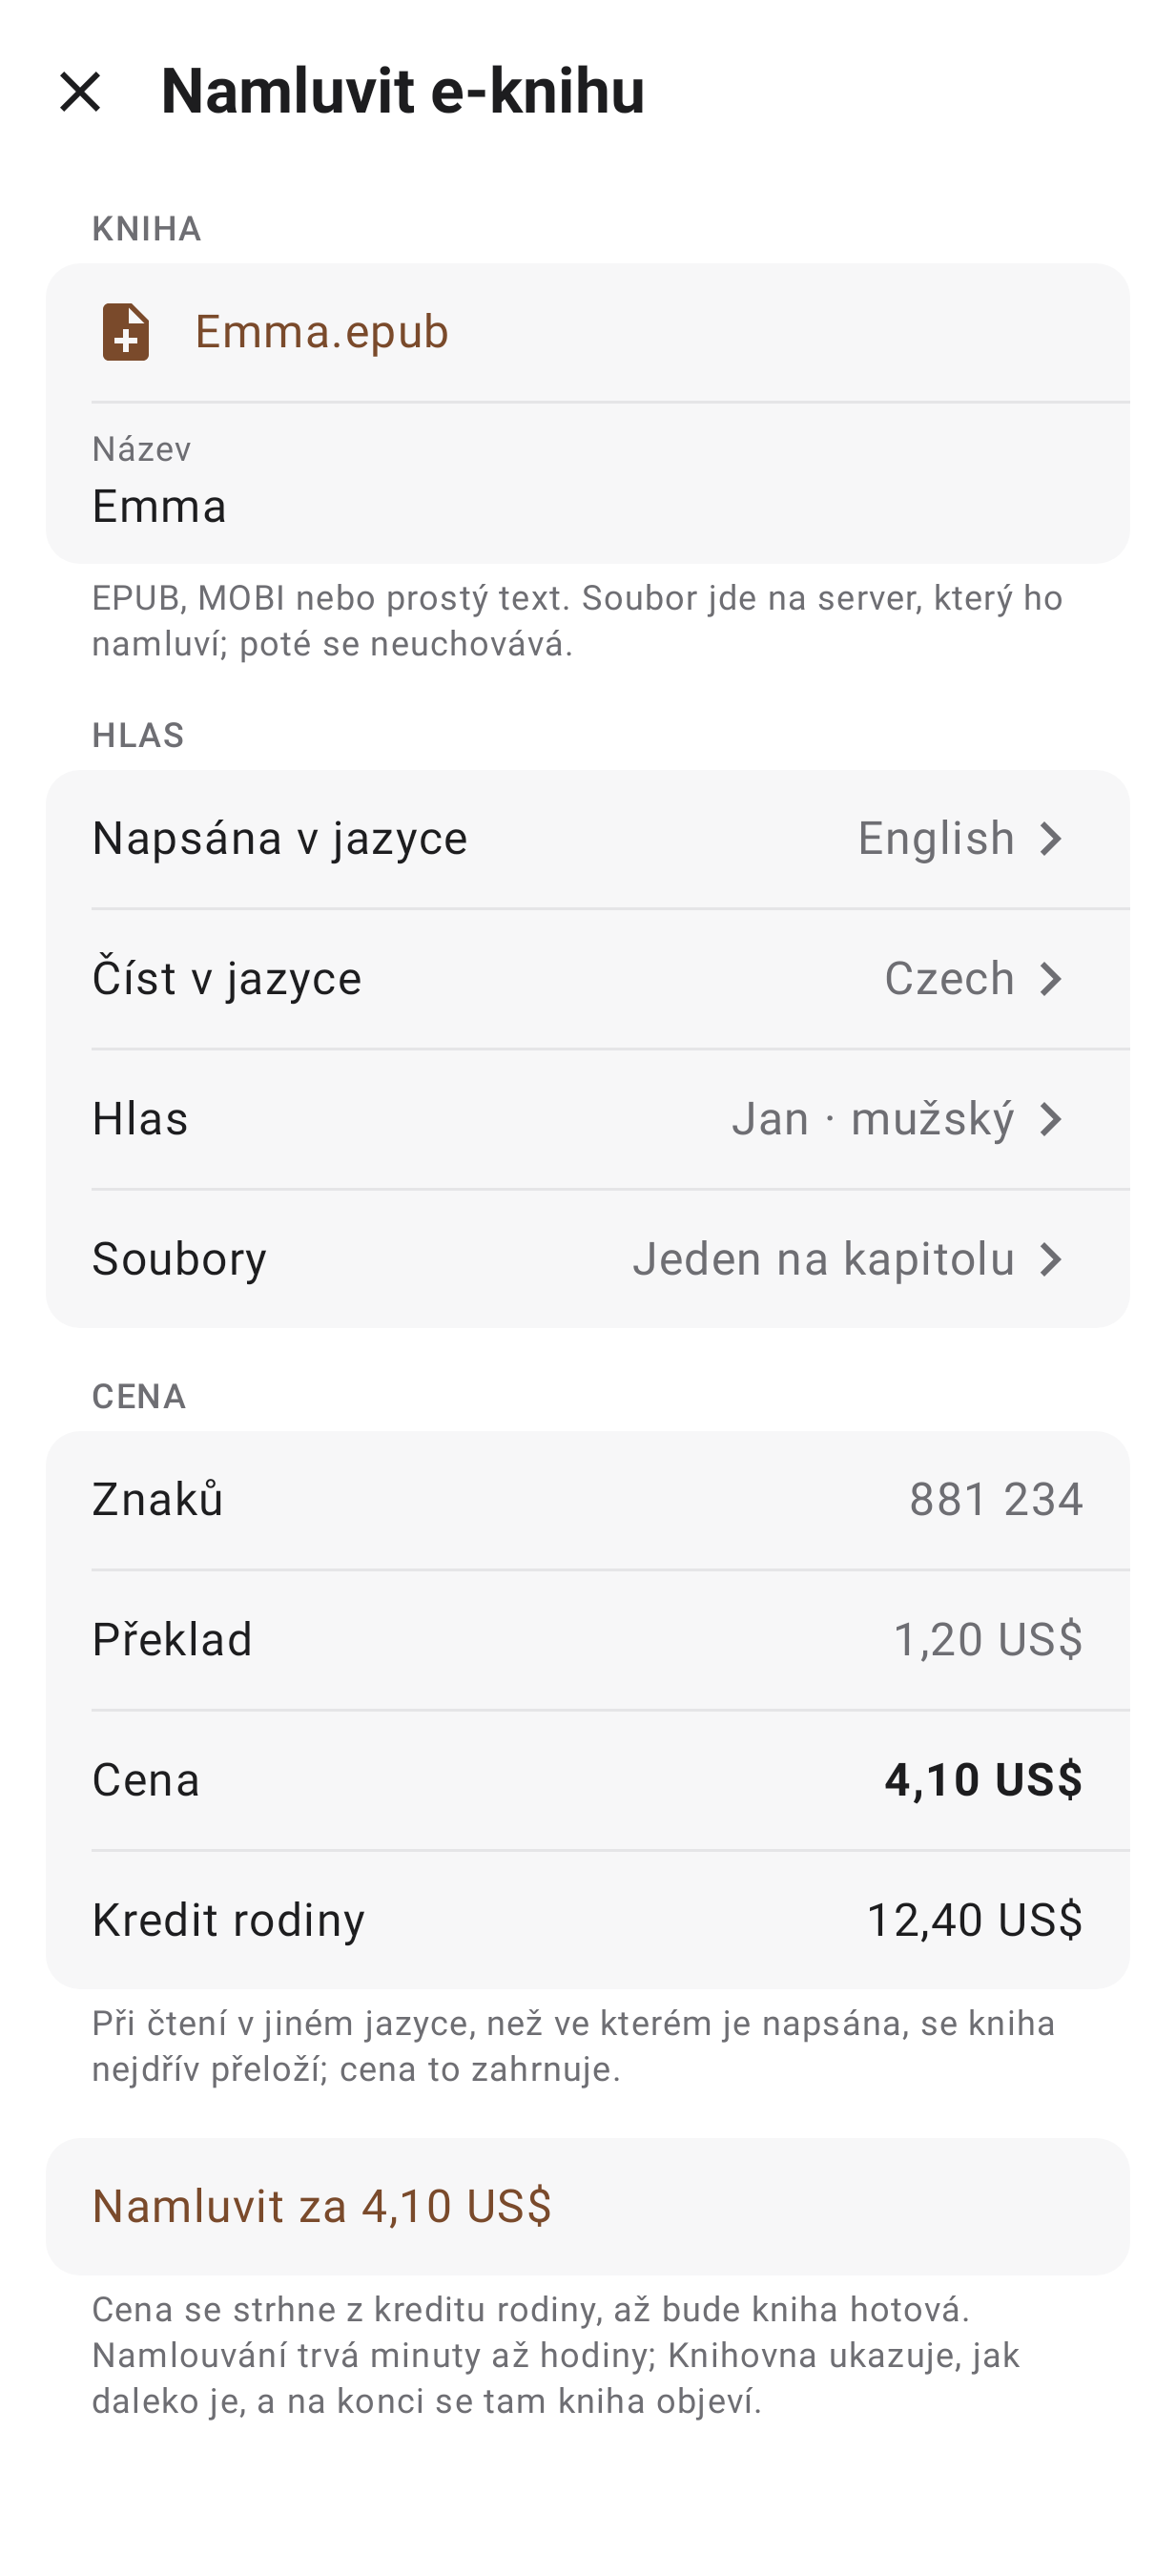 Namluvit e-knihu
KNIHA
Emma.epub
Název
Emma
EPUB, MOBI nebo prostý text. Soubor jde na server, který ho
namluví; poté se neuchovává.
HLAS
Napsána v jazyce English
Číst v jazyce Czech
Hlas Jan · mužský
Soubory Jeden na kapitolu
CENA
Znaků 881 234
Překlad 1,20 US$
Cena 4,10 US$
Kredit rodiny 12,40 US$
Při čtení v jiném jazyce, než ve kterém je napsána, se kniha
nejdřív přeloží; cena to zahrnuje.
Namluvit za 4,10 US$
Cena se strhne z kreditu rodiny, až bude kniha hotová.
Namlouvání trvá minuty až hodiny; Knihovna ukazuje, jak
daleko je, a na konci se tam kniha objeví.